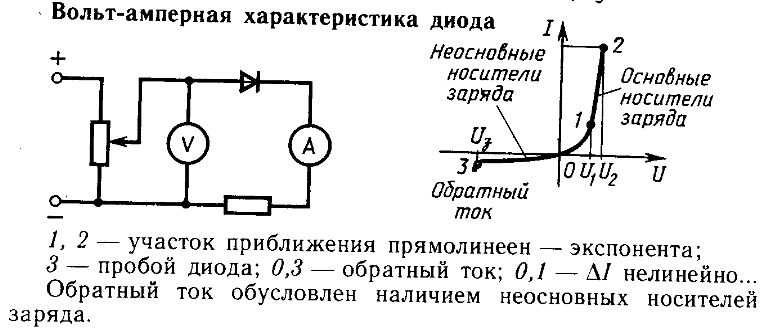 Вольт-амперная характеристика диода
+
V
A
−
I
2
Неосновные
носители
заряда
Основные
носители
заряда
1
Uз
3
0
U1
U2
U
Обратный
ток
1, 2 — участок приближения прямолинеен — экспонента;
3 — пробой диода; 0,3 — обратный ток; 0,1 — ΔI нелинейно...
Обратный ток обусловлен наличием неосновных носителей
заряда.